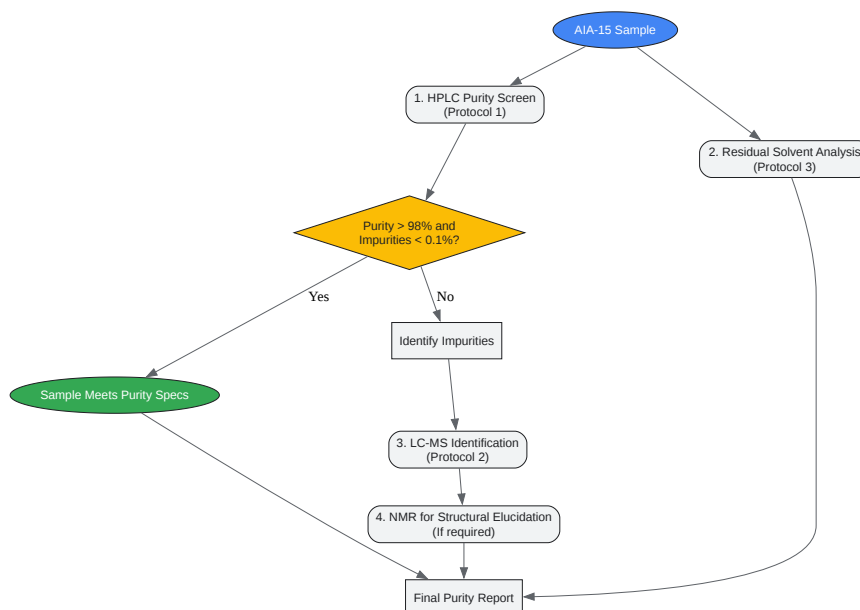 AIA-15 Sample
1. HPLC Purity Screen
(Protocol 1)
2. Residual Solvent Analysis
(Protocol 3)
Purity > 98% and
Impurities < 0.1%?
Yes
No
Identify Impurities
Sample Meets Purity Specs
3. LC-MS Identification
(Protocol 2)
4. NMR for Structural Elucidation
(If required)
Final Purity Report